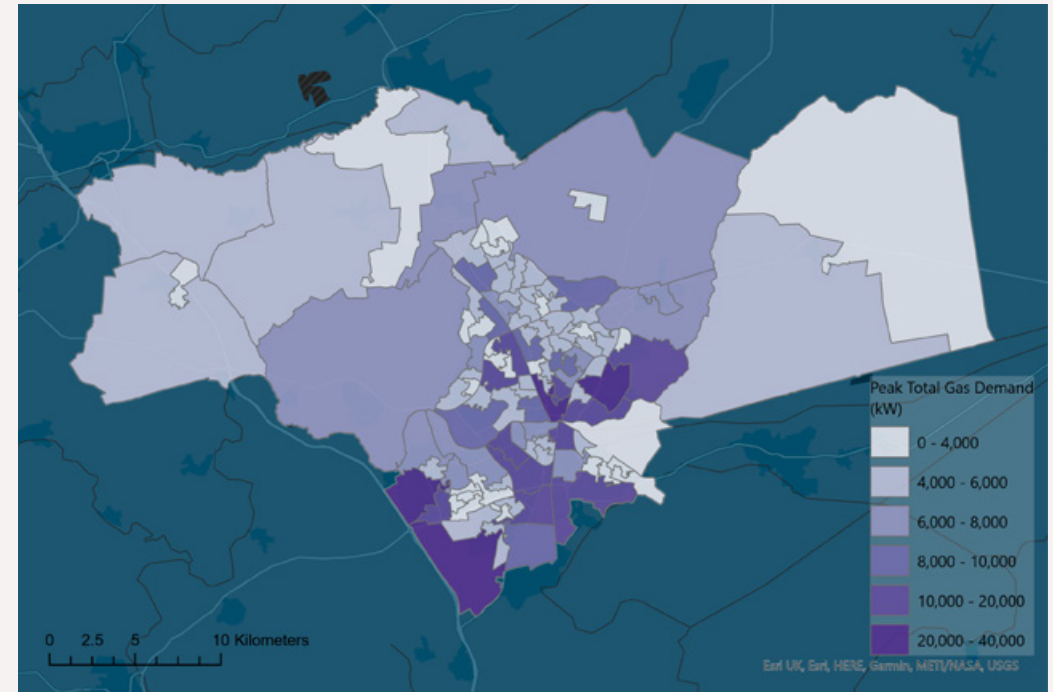 Peak Total Gas Demand
(kW)
0 - 4,000
4,000 - 6,000
6,000 - 8,000
8,000 - 10,000
10,000 - 20,000
20,000 - 40,000
0 2.5 5 10 Kilometers
Esri UK, Esri, HERE, Garmin, METI/NASA, USGS